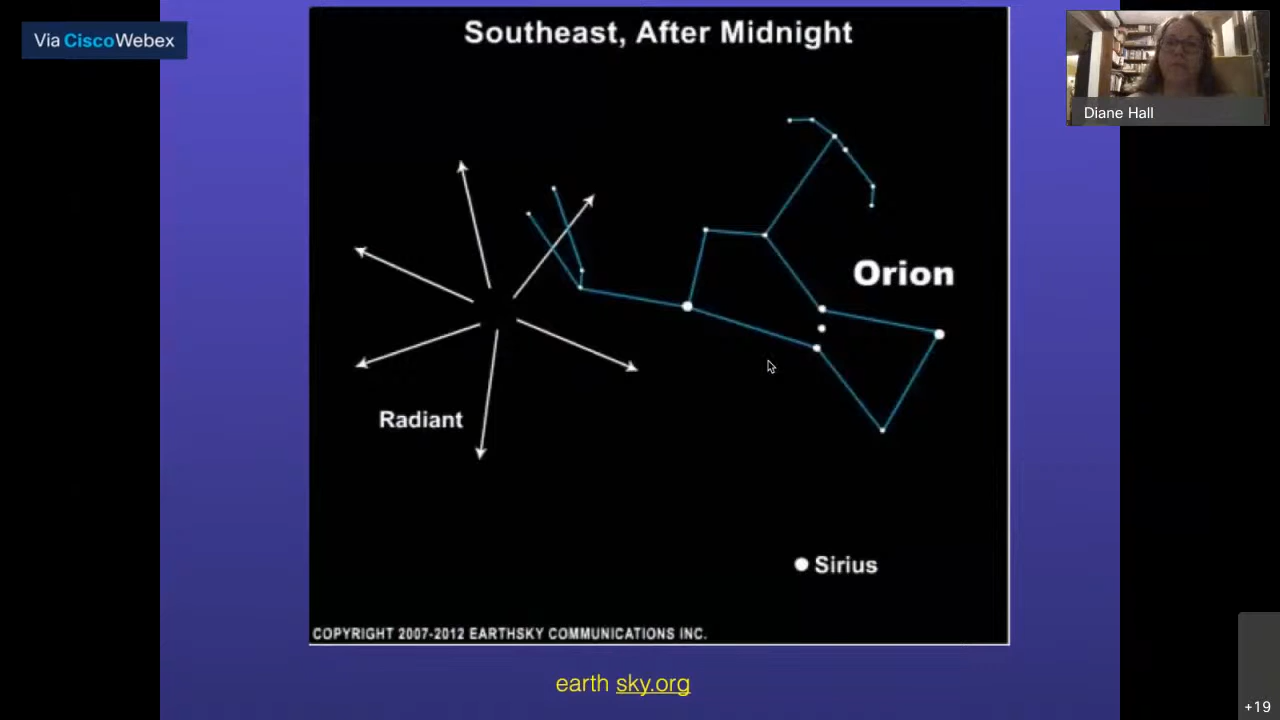 Via CiscoWebex
Southeast, After Midnight
Diane Hall
Orion
Radiant
Sirius
COPYRIGHT 2007-2012 EARTHSKY COMMUNICATIONS INC.
earth sky.org
+19